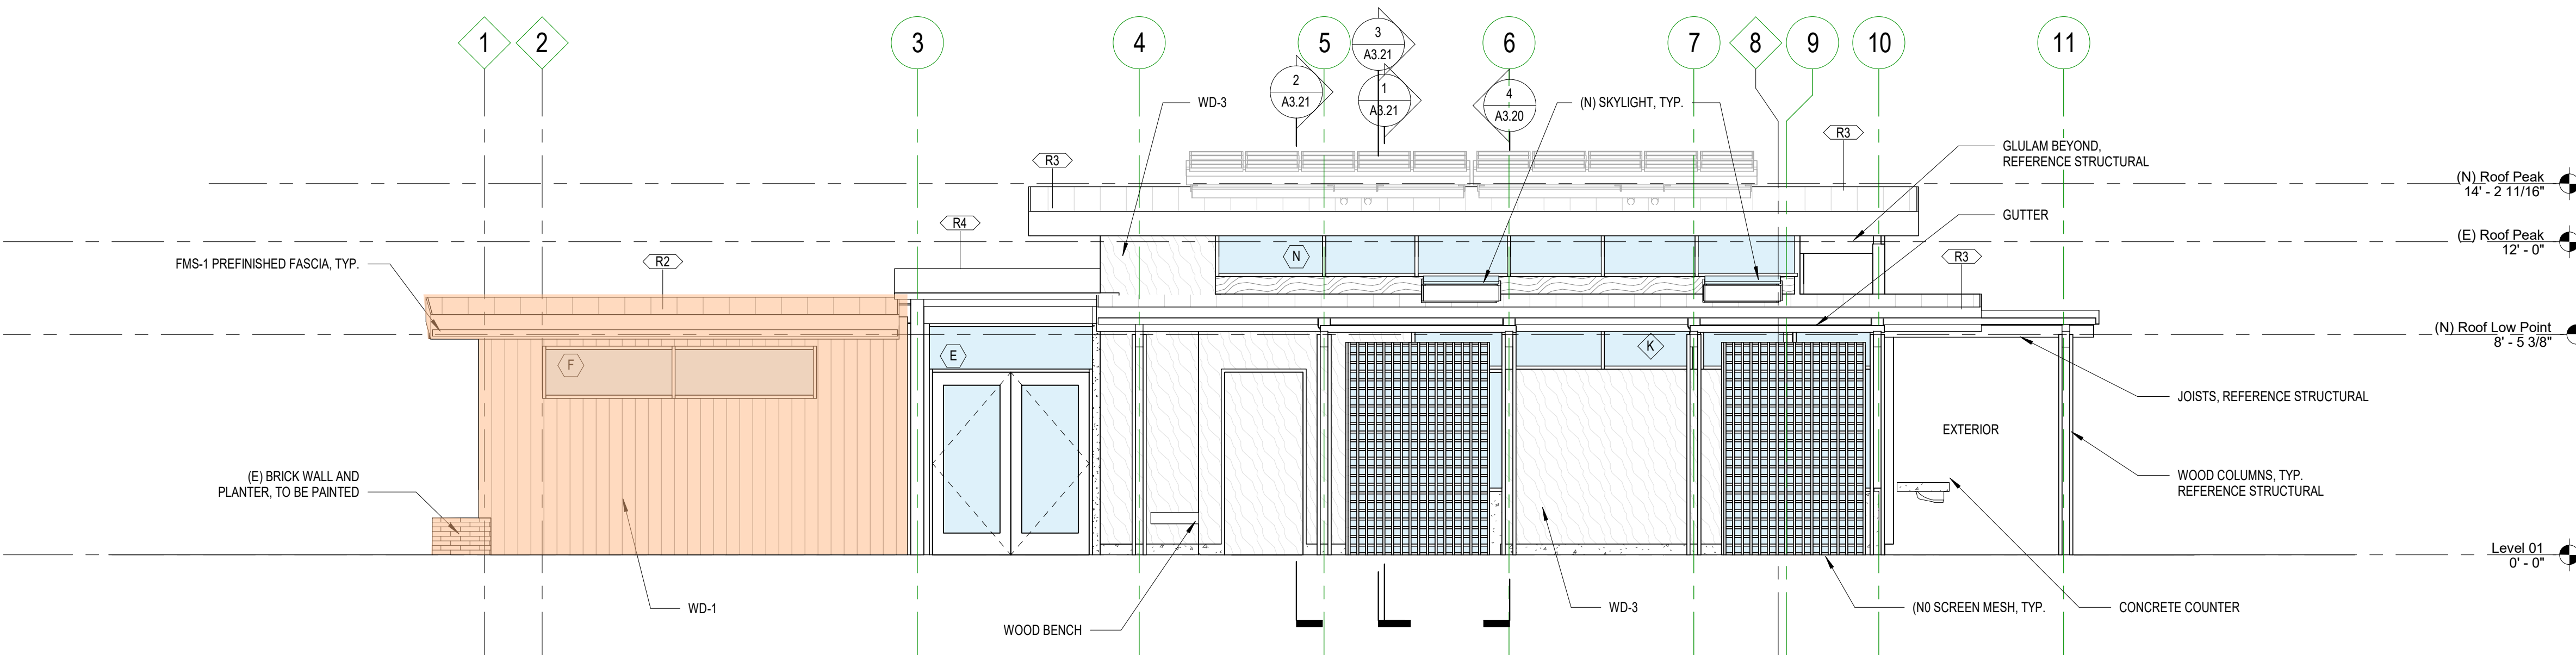 1
2
3
4
5
3
A3.21
2
A3.21
1
A3.21
6
4
A3.20
7
8
9
10
11
WD-3
(N) SKYLIGHT, TYP.
R3
R3
GLULAM BEYOND,
REFERENCE STRUCTURAL
(N) Roof Peak
14' - 2 11/16"
R4
GUTTER
(E) Roof Peak
12' - 0"
FMS-1 PREFINISHED FASCIA, TYP.
R2
N
R3
(N) Roof Low Point
8' - 5 3/8"
F
E
K
JOISTS, REFERENCE STRUCTURAL
EXTERIOR
(E) BRICK WALL AND
PLANTER, TO BE PAINTED
WOOD COLUMNS, TYP.
REFERENCE STRUCTURAL
Level 01
0' - 0"
WD-1
WOOD BENCH
WD-3
(N0 SCREEN MESH, TYP.
CONCRETE COUNTER